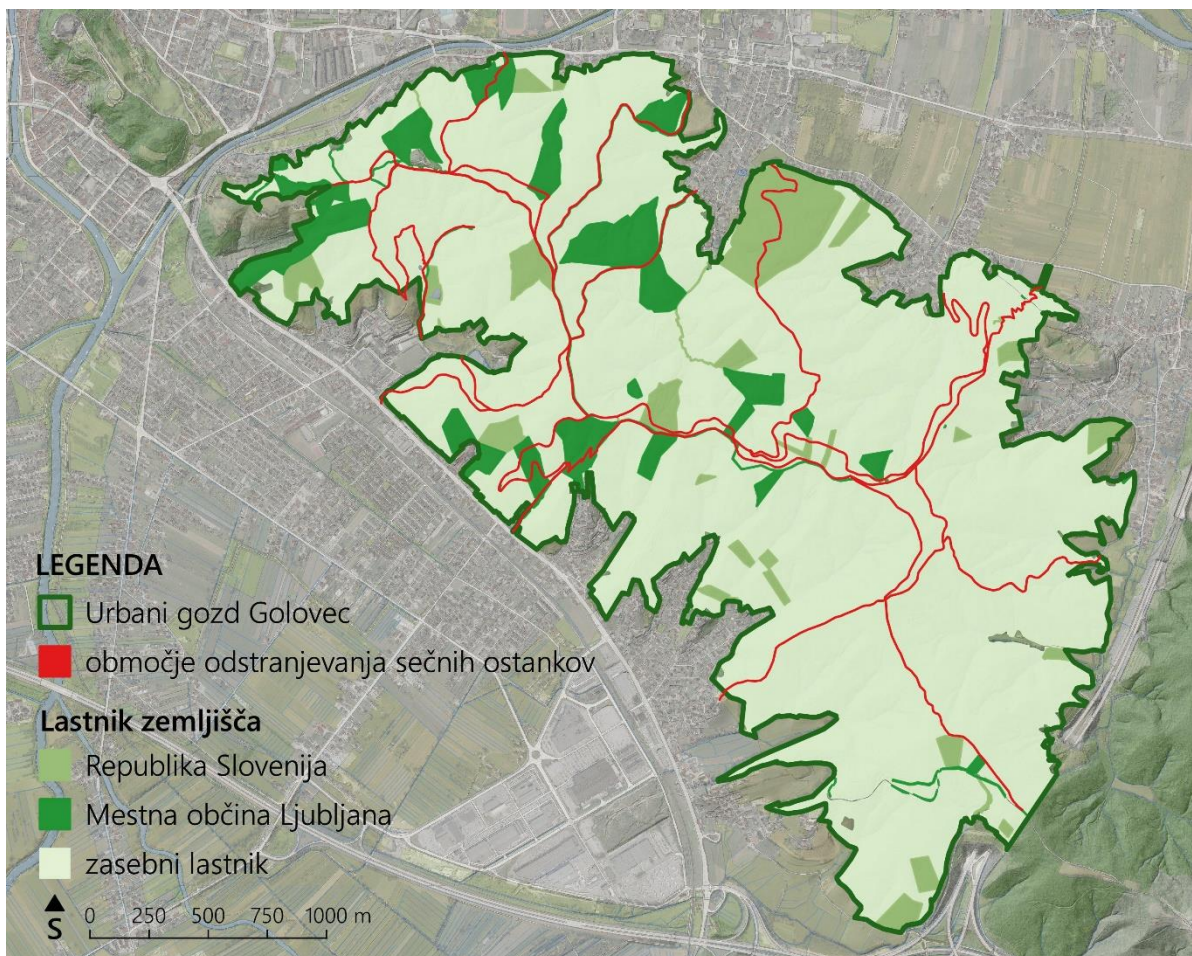 LEGENDA
Urbani gozd Golovec
območje odstranjevanja sečnih ostankov
Lastnik zemljišča
Republika Slovenija
Mestna občina Ljubljana
zasebni lastnik
S 0 250 500 750 1000 m